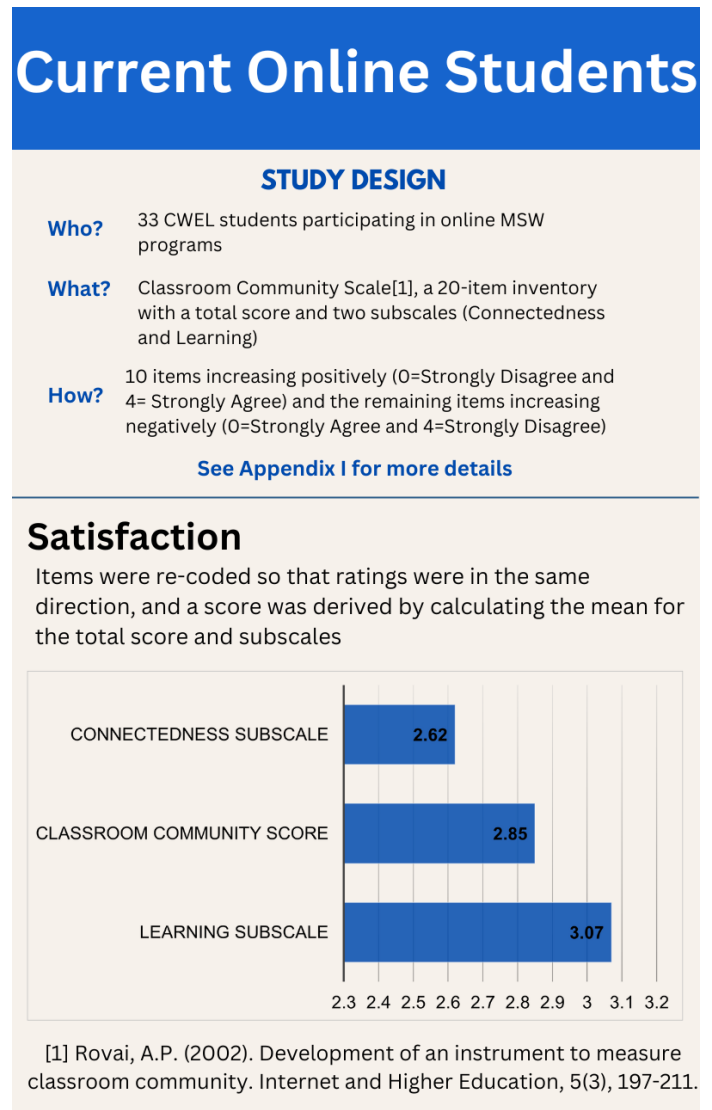 Current Online Students
STUDY DESIGN
Who?
33 CWEL students participating in online MSW
programs
What?
Classroom Community Scale[1], a 20-item inventory
with a total score and two subscales (Connectedness
and Learning)
How?
10 items increasing positively (0=Strongly Disagree and
4= Strongly Agree) and the remaining items increasing
negatively (0=Strongly Agree and 4=Strongly Disagree)
See Appendix I for more details
Satisfaction
Items were re-coded so that ratings were in the same
direction, and a score was derived by calculating the mean for
the total score and subscales
CONNECTEDNESS SUBSCALE 2.62
CLASSROOM COMMUNITY SCORE 2.85
LEARNING SUBSCALE 3.07
2.3 2.4 2.5 2.6 2.7 2.8 2.9 3 3.1 3.2
[1] Rovai, A.P. (2002). Development of an instrument to measure
classroom community. Internet and Higher Education, 5(3), 197-211.